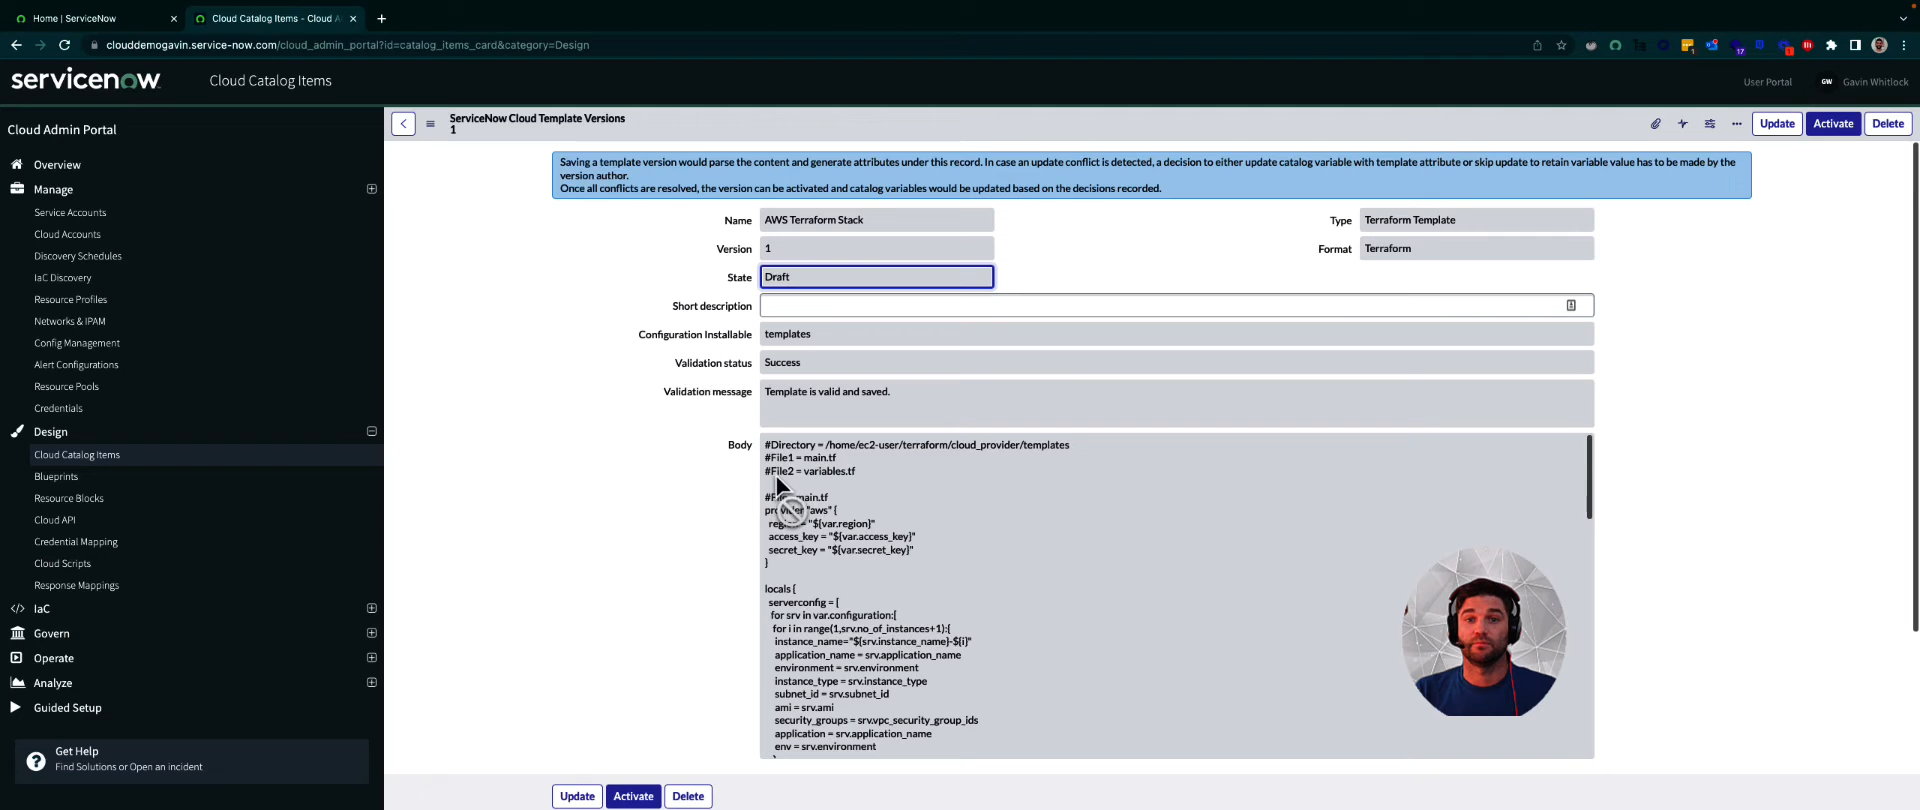 Home | ServiceNow
Cloud Catalog Items - Cloud A
clouddemogavin.service-now.com/cloud_admin_portal?id=catalog_items_card&category=Design
17
1
servicenow
Cloud Catalog Items
User Portal
GW
Gavin Whitlock
Cloud Admin Portal
Overview
Manage
Service Accounts
Cloud Accounts
Discovery Schedules
IaC Discovery
Resource Profiles
Networks & IPAM
Config Management
Alert Configurations
Resource Pools
Credentials
Design
Cloud Catalog Items
Blueprints
Resource Blocks
Cloud API
Credential Mapping
Cloud Scripts
Response Mappings
IaC
Govern
Operate
Analyze
Guided Setup
Get Help
Find Solutions or Open an incident
ServiceNow Cloud Template Versions
1
Update
Activate
Delete
Saving a template version would parse the content and generate attributes under this record. In case an update conflict is detected, a decision to either update catalog variable with template attribute or skip update to retain variable value has to be made by the
version author.
Once all conflicts are resolved, the version can be activated and catalog variables would be updated based on the decisions recorded.
Name
AWS Terraform Stack
Type
Terraform Template
Version
1
Format
Terraform
State
Draft
Short description
Configuration Installable
templates
Validation status
Success
Validation message
Template is valid and saved.
Body
#Directory = /home/ec2-user/terraform/cloud_provider/templates
#File1 = main.tf
#File2 = variables.tf
main.tf
"aws" {
"${var.region}"
access_key = "${var.access_key}"
secret_key = "${var.secret_key}"
}
locals {
serverconfig = [
for srv in var.configuration:{
for i in range(1,srv.no_of_instances+1):{
instance_name="${srv.instance_name}-${i}"
application_name = srv.application_name
environment = srv.environment
instance_type = srv.instance_type
subnet_id = srv.subnet_id
ami = srv.ami
security_groups = srv.vpc_security_group_ids
application = srv.application_name
env = srv.environment
Update
Activate
Delete